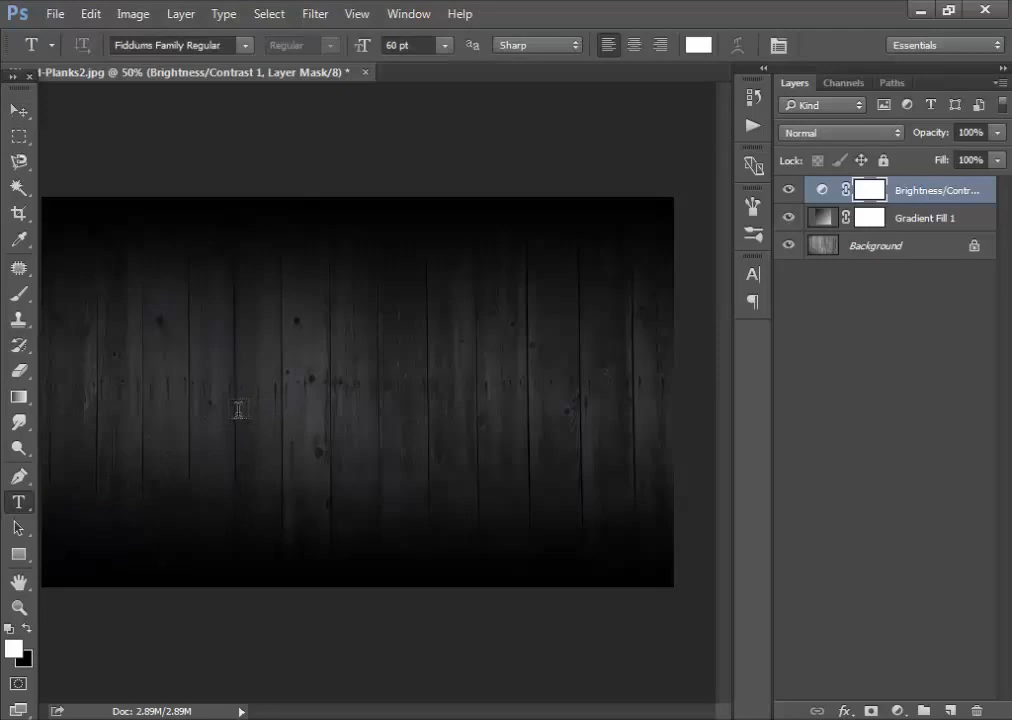 Ps File Edit Image Layer Type Select Filter View Window Help
T Fiddums Family Regular Regular 60 pt Sharp Essentials
I-Planks2.jpg @ 50% (Brightness/Contrast 1, Layer Mask/8) * ×
Layers Channels Paths
Kind
Normal Opacity: 100%
Lock: Fill: 100%
Brightness/Contr...
Gradient Fill 1
Background
Doc: 2.89M/2.89M